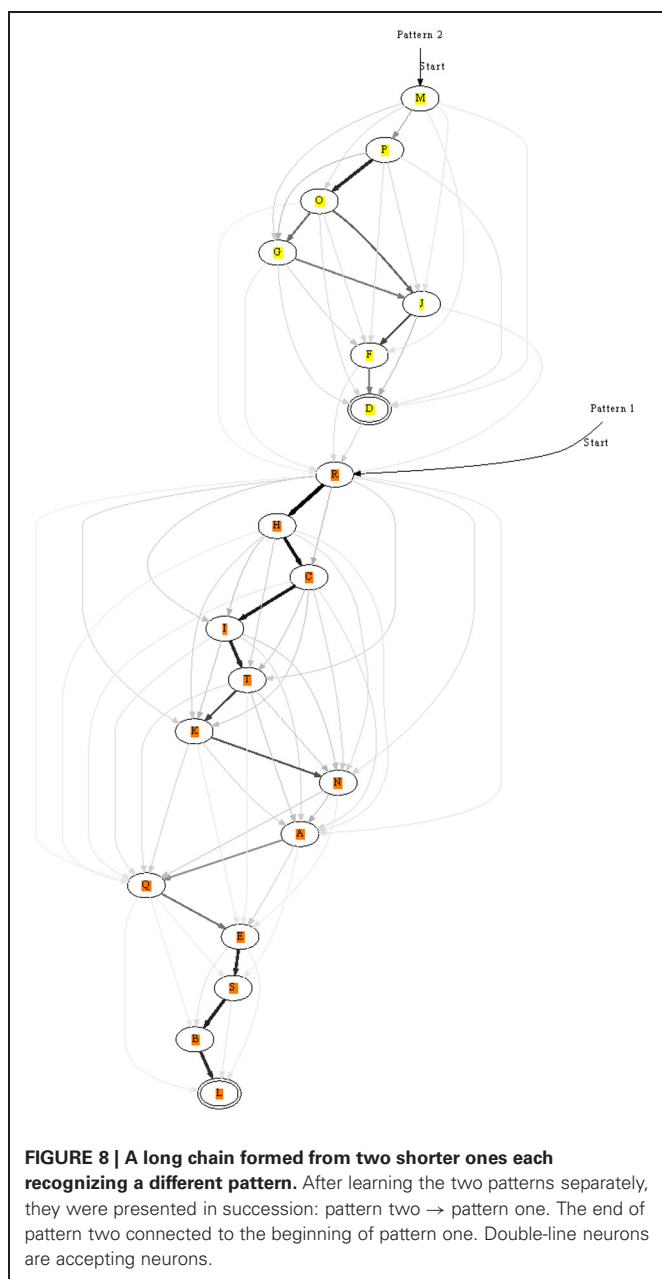 Pattern 2
Start
M
P
O
G
J
F
D
Pattern 1
Start
R
H
C
I
T
K
N
A
Q
E
S
B
L
FIGURE 8 | A long chain formed from two shorter ones each
recognizing a different pattern. After learning the two patterns separately,
they were presented in succession: pattern two → pattern one. The end of
pattern two connected to the beginning of pattern one. Double-line neurons
are accepting neurons.